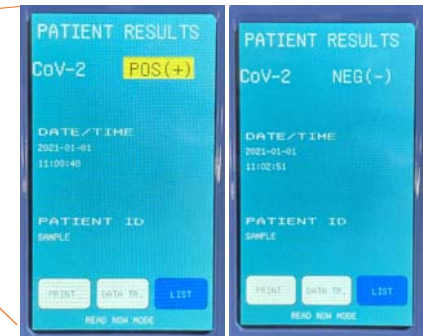 PATIENT RESULTS
CoV-2 POS(+)
DATE/TIME
2021-01-01
11:00:48
PATIENT ID
SAMPLE
PRINT DATA TR. LIST
READ NOW MODE
PATIENT RESULTS
CoV-2 NEG(-)
DATE/TIME
2021-01-01
11:02:51
PATIENT ID
SAMPLE
PRINT DATA TR. LIST
READ NOW MODE